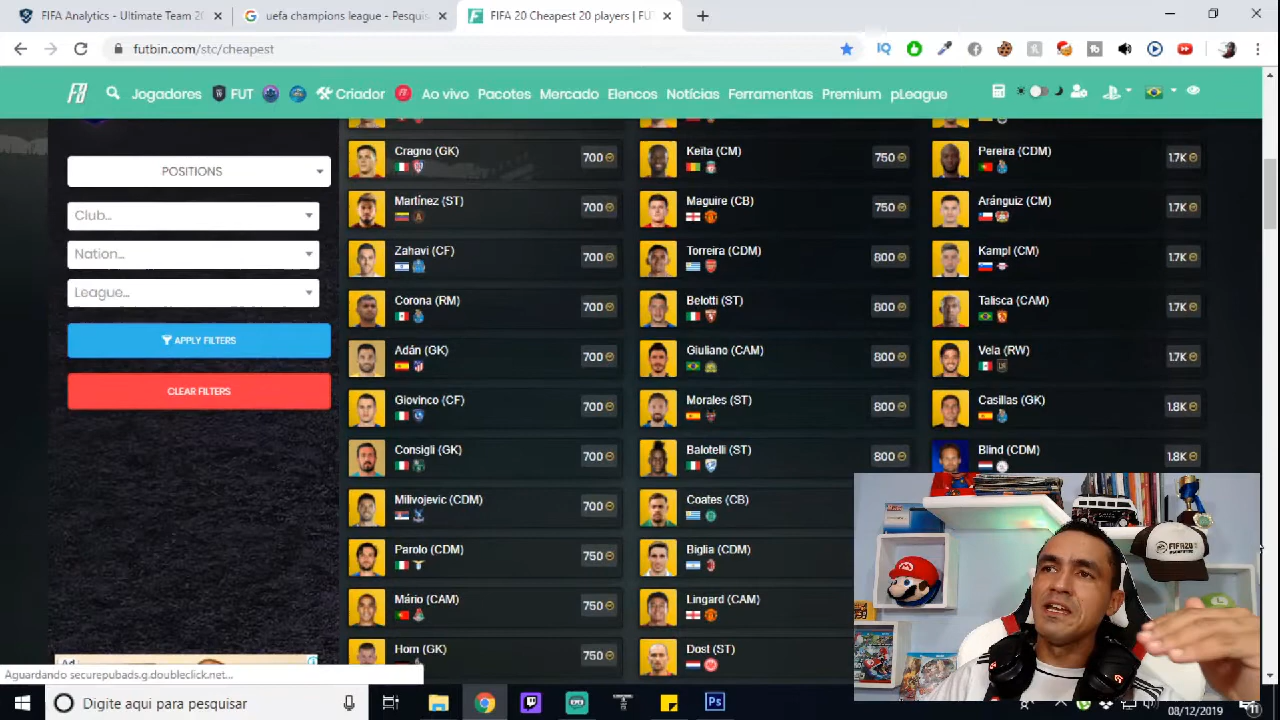 FIFA Analytics - Ultimate Team 20
uefa champions league - Pesquis
FIFA 20 Cheapest 20 players | FUT
futbin.com/stc/cheapest
Jogadores FUT Criador Ao vivo Pacotes Mercado Elencos Notícias Ferramentas Premium pLeague
POSITIONS
Club...
Nation...
League...
APPLY FILTERS
CLEAR FILTERS
Cragno (GK) 700
Martínez (ST) 700
Zahavi (CF) 700
Corona (RM) 700
Adán (GK) 700
Giovinco (CF) 700
Consigli (GK) 700
Milivojevic (CDM) 700
Parolo (CDM) 750
Mário (CAM) 750
Horn (GK) 750
Keita (CM) 750
Maguire (CB) 750
Torreira (CDM) 800
Belotti (ST) 800
Giuliano (CAM) 800
Morales (ST) 800
Balotelli (ST) 800
Coates (CB)
Biglia (CDM)
Lingard (CAM)
Dost (ST)
Pereira (CDM) 1.7K
Aránguiz (CM) 1.7K
Kampl (CM) 1.7K
Talisca (CAM) 1.7K
Vela (RW) 1.7K
Casillas (GK) 1.8K
Blind (CDM) 1.8K
FIFA20
Ad
Aguardando securepubads.g.doubleclick.net...
Digite aqui para pesquisar
08/12/2019